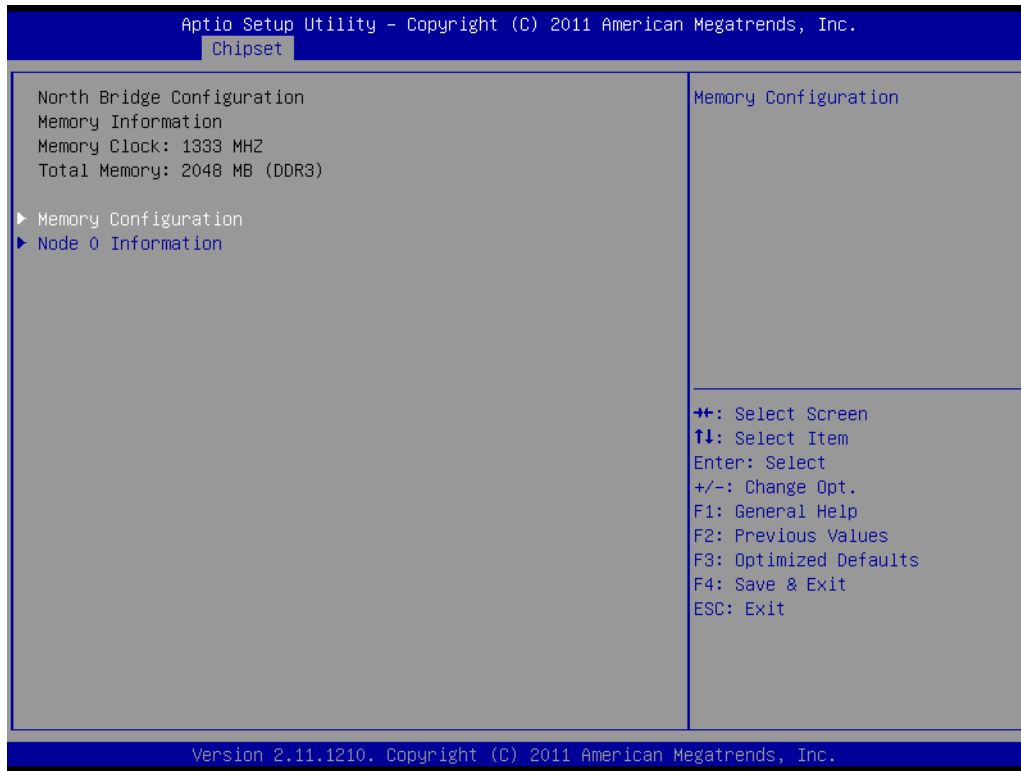 Aptio Setup Utility – Copyright (C) 2011 American Megatrends, Inc.
Chipset
North Bridge Configuration
Memory Information
Memory Clock: 1333 MHZ
Total Memory: 2048 MB (DDR3)
▶ Memory Configuration
▶ Node 0 Information
Memory Configuration
→←: Select Screen
↑↓: Select Item
Enter: Select
+/-: Change Opt.
F1: General Help
F2: Previous Values
F3: Optimized Defaults
F4: Save & Exit
ESC: Exit
Version 2.11.1210. Copyright (C) 2011 American Megatrends, Inc.